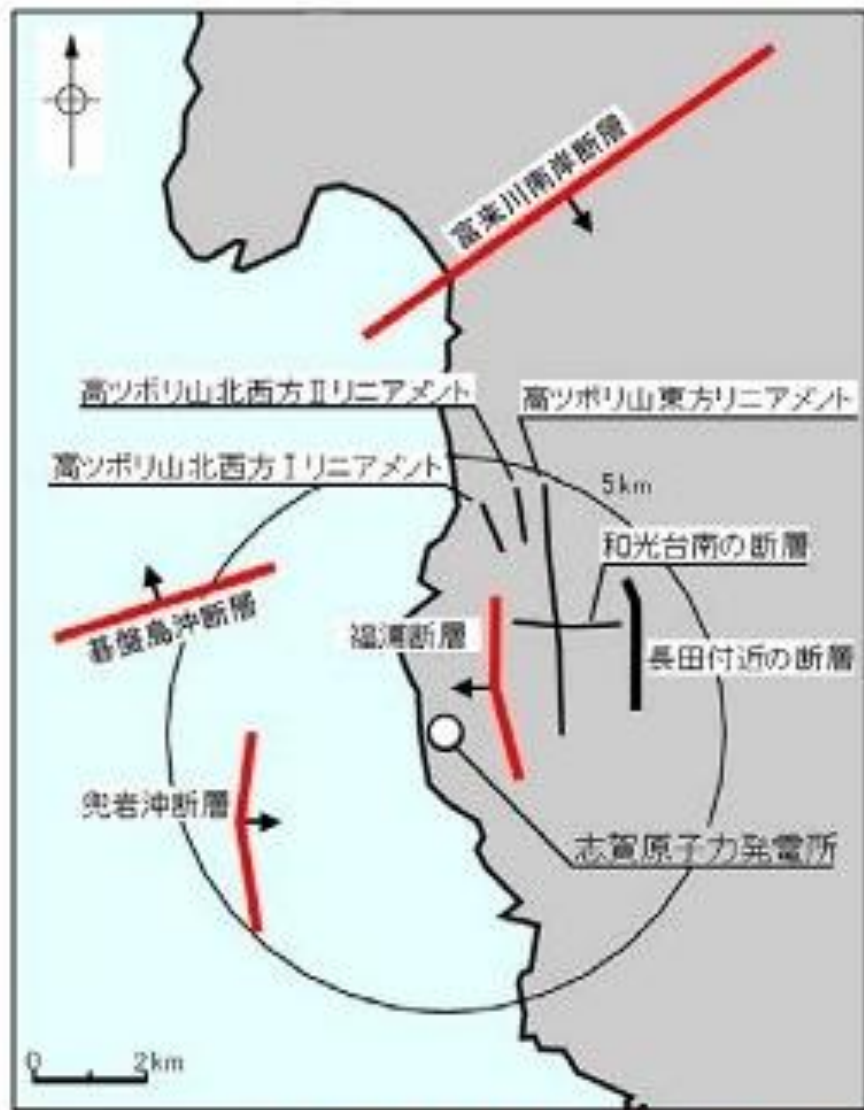 富来川南岸断層
高ツボリ山北西方Ⅱリニアメント
高ツボリ山東方リニアメント
高ツボリ山北西方Ⅰリニアメント
5km
和光台南の断層
碁盤島沖断層
福浦断層
長田付近の断層
兜岩沖断層
志賀原子力発電所
0 2km